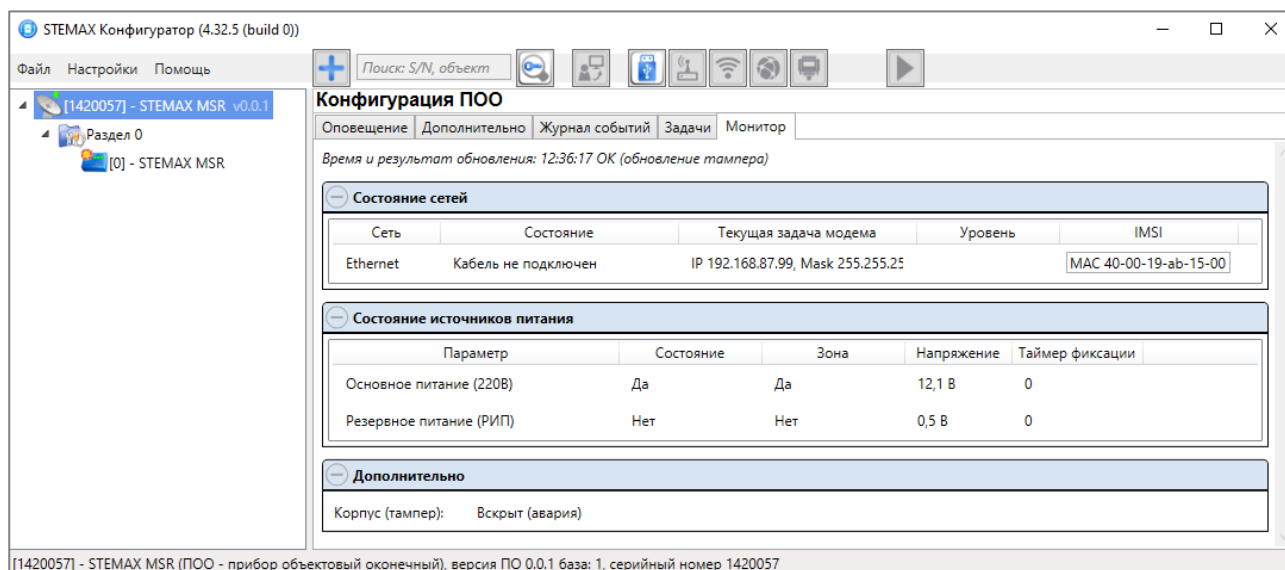 STEMAX Конфигуратор (4.32.5 (build 0))
Файл Настройки Помощь
Поиск: S/N, объект
[1420057] - STEMAX MSR v0.0.1
Раздел 0
[0] - STEMAX MSR
Конфигурация ПОО
Оповещение Дополнительно Журнал событий Задачи Монитор
Время и результат обновления: 12:36:17 ОК (обновление тампера)
Состояние сетей
Сеть Состояние Текущая задача модема Уровень IMSI
Ethernet Кабель не подключен IP 192.168.87.99, Mask 255.255.25 MAC 40-00-19-ab-15-00
Состояние источников питания
Параметр Состояние Зона Напряжение Таймер фиксации
Основное питание (220В) Да Да 12,1 В 0
Резервное питание (РИП) Нет Нет 0,5 В 0
Дополнительно
Корпус (тампер): Вскрыт (авария)
[1420057] - STEMAX MSR (ПОО - прибор объектовый оконечный), версия ПО 0.0.1 база: 1, серийный номер 1420057